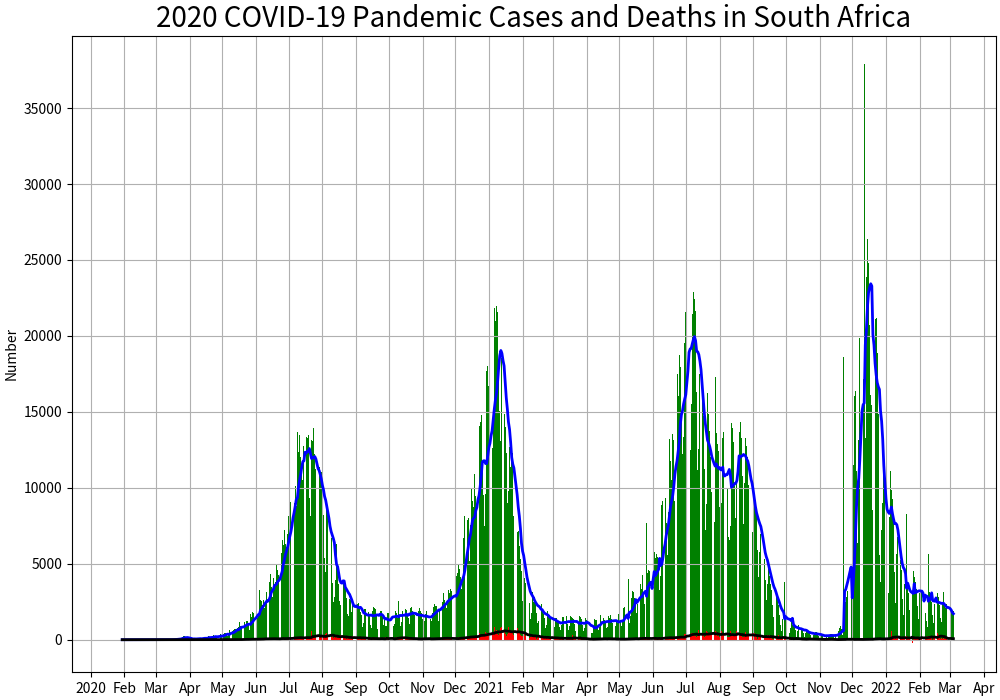 2020 COVID-19 Pandemic Cases and Deaths in South Africa
Number
35000
30000
25000
20000
15000
10000
5000
0
2020 Feb Mar Apr May Jun Jul Aug Sep Oct Nov Dec 2021 Feb Mar Apr May Jun Jul Aug Sep Oct Nov Dec 2022 Feb Mar Apr